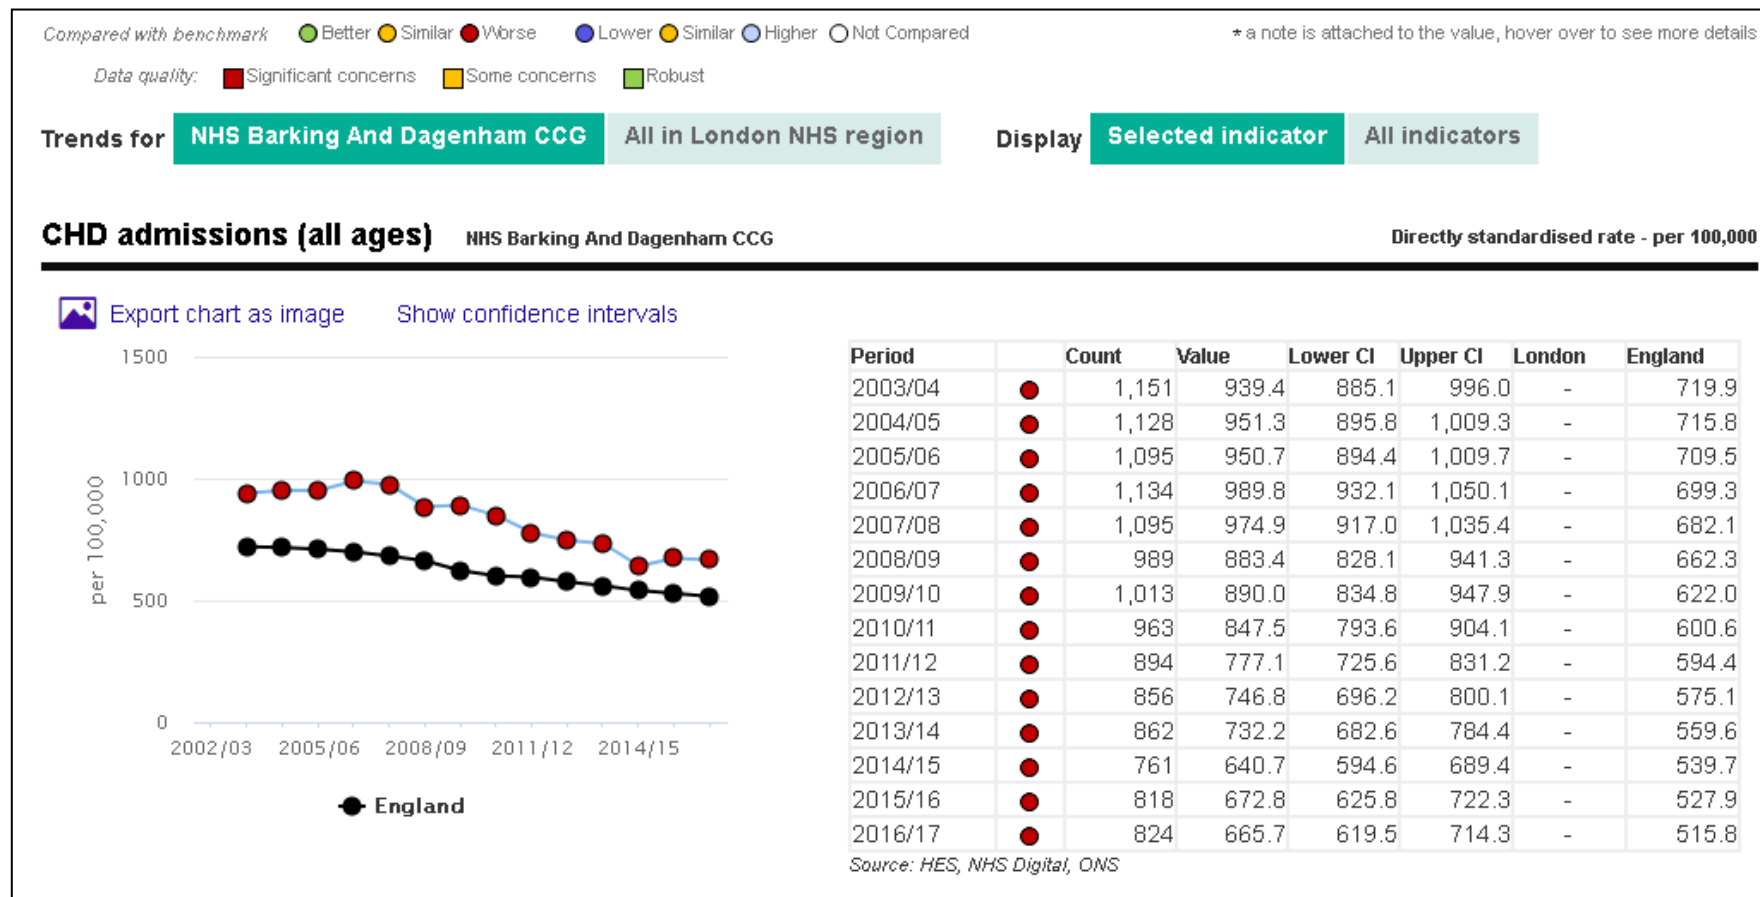 Compared with benchmark Better Similar Worse Lower Similar Higher Not Compared * a note is attached to the value, hover over to see more details
Data quality: Significant concerns Some concerns Robust
Trends for NHS Barking And Dagenham CCG All in London NHS region Display Selected indicator All indicators
CHD admissions (all ages) NHS Barking And Dagenham CCG Directly standardised rate - per 100,000
Export chart as image Show confidence intervals
1500
1000
500
0
per 100,000
2002/03 2005/06 2008/09 2011/12 2014/15
England
Period Count Value Lower CI Upper CI London England
2003/04 1,151 939.4 885.1 996.0 - 719.9
2004/05 1,128 951.3 895.8 1,009.3 - 715.8
2005/06 1,095 950.7 894.4 1,009.7 - 709.5
2006/07 1,134 989.8 932.1 1,050.1 - 699.3
2007/08 1,095 974.9 917.0 1,035.4 - 682.1
2008/09 989 883.4 828.1 941.3 - 662.3
2009/10 1,013 890.0 834.8 947.9 - 622.0
2010/11 963 847.5 793.6 904.1 - 600.6
2011/12 894 777.1 725.6 831.2 - 594.4
2012/13 856 746.8 696.2 800.1 - 575.1
2013/14 862 732.2 682.6 784.4 - 559.6
2014/15 761 640.7 594.6 689.4 - 539.7
2015/16 818 672.8 625.8 722.3 - 527.9
2016/17 824 665.7 619.5 714.3 - 515.8
Source: HES, NHS Digital, ONS